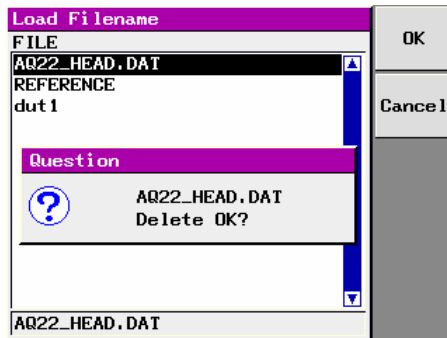 Load Filename
FILE
AQ22_HEAD.DAT
REFERENCE
dut1
Question
?
AQ22_HEAD.DAT
Delete OK?
AQ22_HEAD.DAT
OK
Cancel